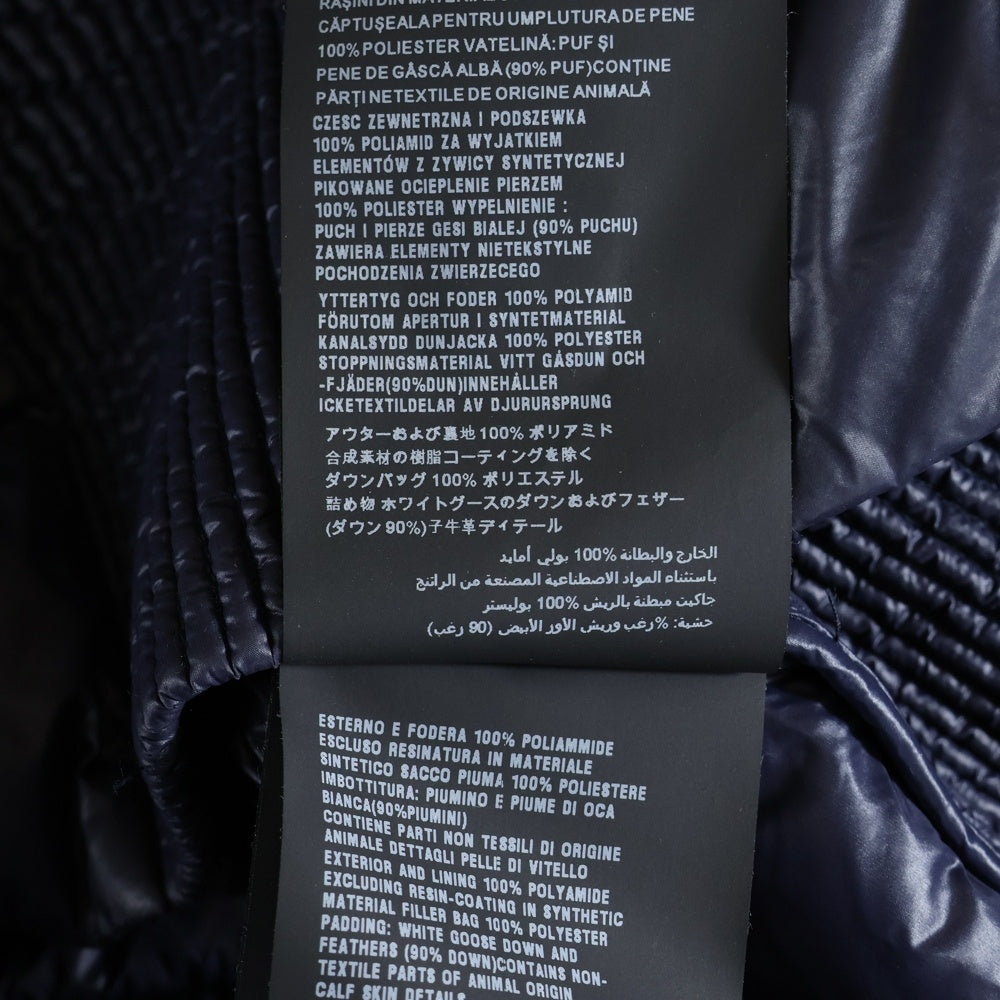 RĂȘINI DIN
CĂPTUȘEALA PENTRU UMPLUTURA DE PENE
100% POLIESTER VATELINĂ: PUF ȘI
PENE DE GÂSCĂ ALBĂ (90% PUF) CONȚINE
PĂRȚI NETEXTILE DE ORIGINE ANIMALĂ
CZESC ZEWNETRZNA I PODSZEWKA
100% POLIAMID ZA WYJATKIEM
ELEMENTÓW Z ZYWICY SYNTETYCZNEJ
PIKOWANE OCIEPLENIE PIERZEM
100% POLIESTER WYPELNIENIE :
PUCH I PIERZE GESI BIALEJ (90% PUCHU)
ZAWIERA ELEMENTY NIETEKSTYLNE
POCHODZENIA ZWIERZECEGO
YTTERTYG OCH FODER 100% POLYAMID
FÖRUTOM APERTUR I SYNTETMATERIAL
KANALSYDD DUNJACKA 100% POLYESTER
STOPPNINGSMATERIAL VITT GÅSDUN OCH
-FJÄDER(90%DUN)INNEHÅLLER
ICKETEXTILDELAR AV DJURURSPRUNG
アウターおよび裏地 100% ポリアミド
合成素材の樹脂コーティングを除く
ダウンバッグ 100% ポリエステル
詰め物 ホワイトグースのダウンおよびフェザー
(ダウン 90%)子牛革ディテール
الخارج والبطانة %100 بولي أمايد
باستثناء المواد الاصطناعية المصنعة من الراتنج
جاكيت مبطنة بالريش %100 بوليستر
حشية: %رغب وريش الأوز الأبيض (90 رغب)
ESTERNO E FODERA 100% POLIAMMIDE
ESCLUSO RESINATURA IN MATERIALE
SINTETICO SACCO PIUMA 100% POLIESTERE
IMBOTTITURA: PIUMINO E PIUME DI OCA
BIANCA(90%PIUMINI)
CONTIENE PARTI NON TESSILI DI ORIGINE
ANIMALE DETTAGLI PELLE DI VITELLO
EXTERIOR AND LINING 100% POLYAMIDE
EXCLUDING RESIN-COATING IN SYNTHETIC
MATERIAL FILLER BAG 100% POLYESTER
PADDING: WHITE GOOSE DOWN AND
FEATHERS (90% DOWN)CONTAINS NON-
TEXTILE PARTS OF ANIMAL ORIGIN
CALF SKIN DETAILS